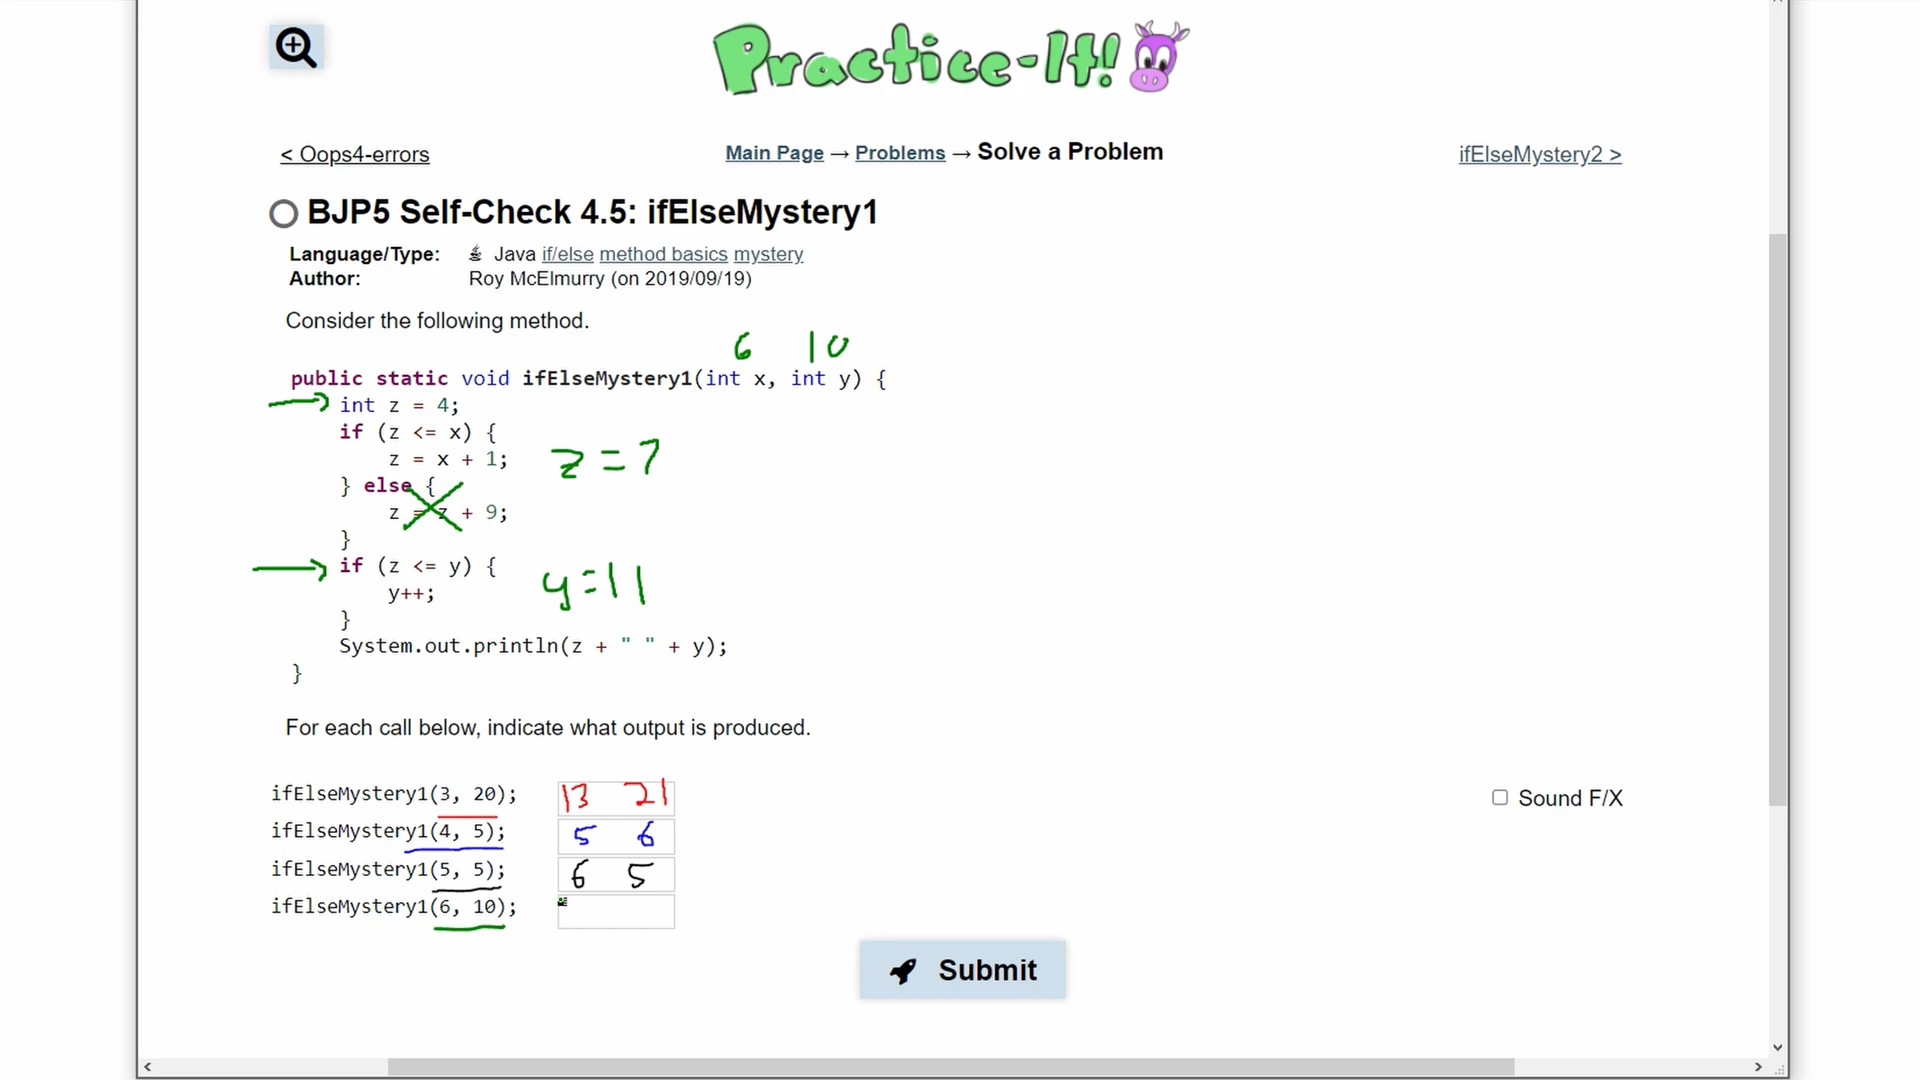 Practice-It!
< Oops4-errors
Main Page → Problems → Solve a Problem
ifElseMystery2 >
BJP5 Self-Check 4.5: ifElseMystery1
Language/Type: Java if/else method basics mystery
Author: Roy McElmurry (on 2019/09/19)
Consider the following method.
6 10
public static void ifElseMystery1(int x, int y) {
int z = 4;
if (z <= x) {
z = x + 1;
z = 7
} else {
z = z + 9;
}
if (z <= y) {
y++;
y = 11
}
System.out.println(z + " " + y);
}
For each call below, indicate what output is produced.
ifElseMystery1(3, 20); 13 21
Sound F/X
ifElseMystery1(4, 5); 5 6
ifElseMystery1(5, 5); 6 5
ifElseMystery1(6, 10);
Submit